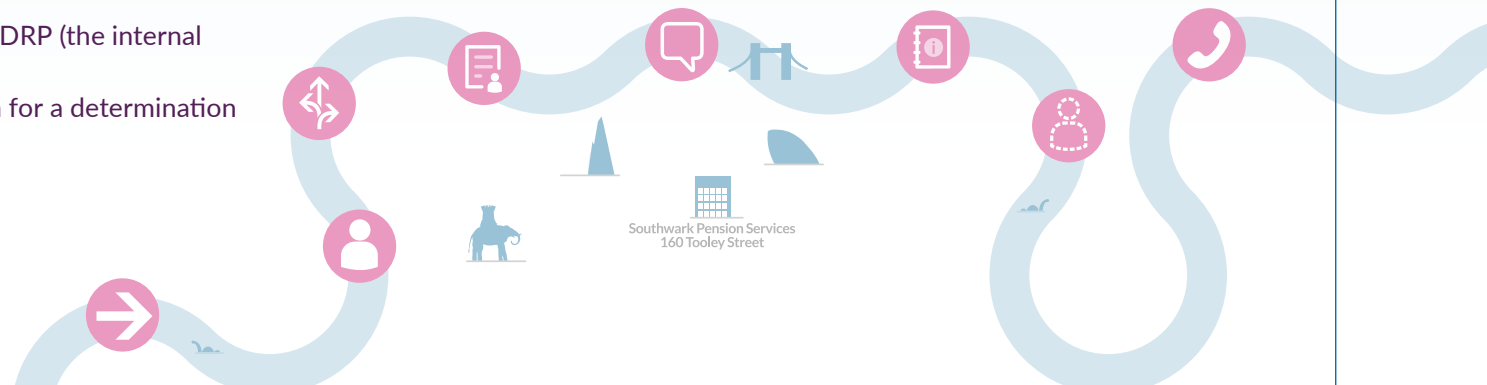 DRP (the internal
for a determination
Southwark Pension Services
160 Tooley Street